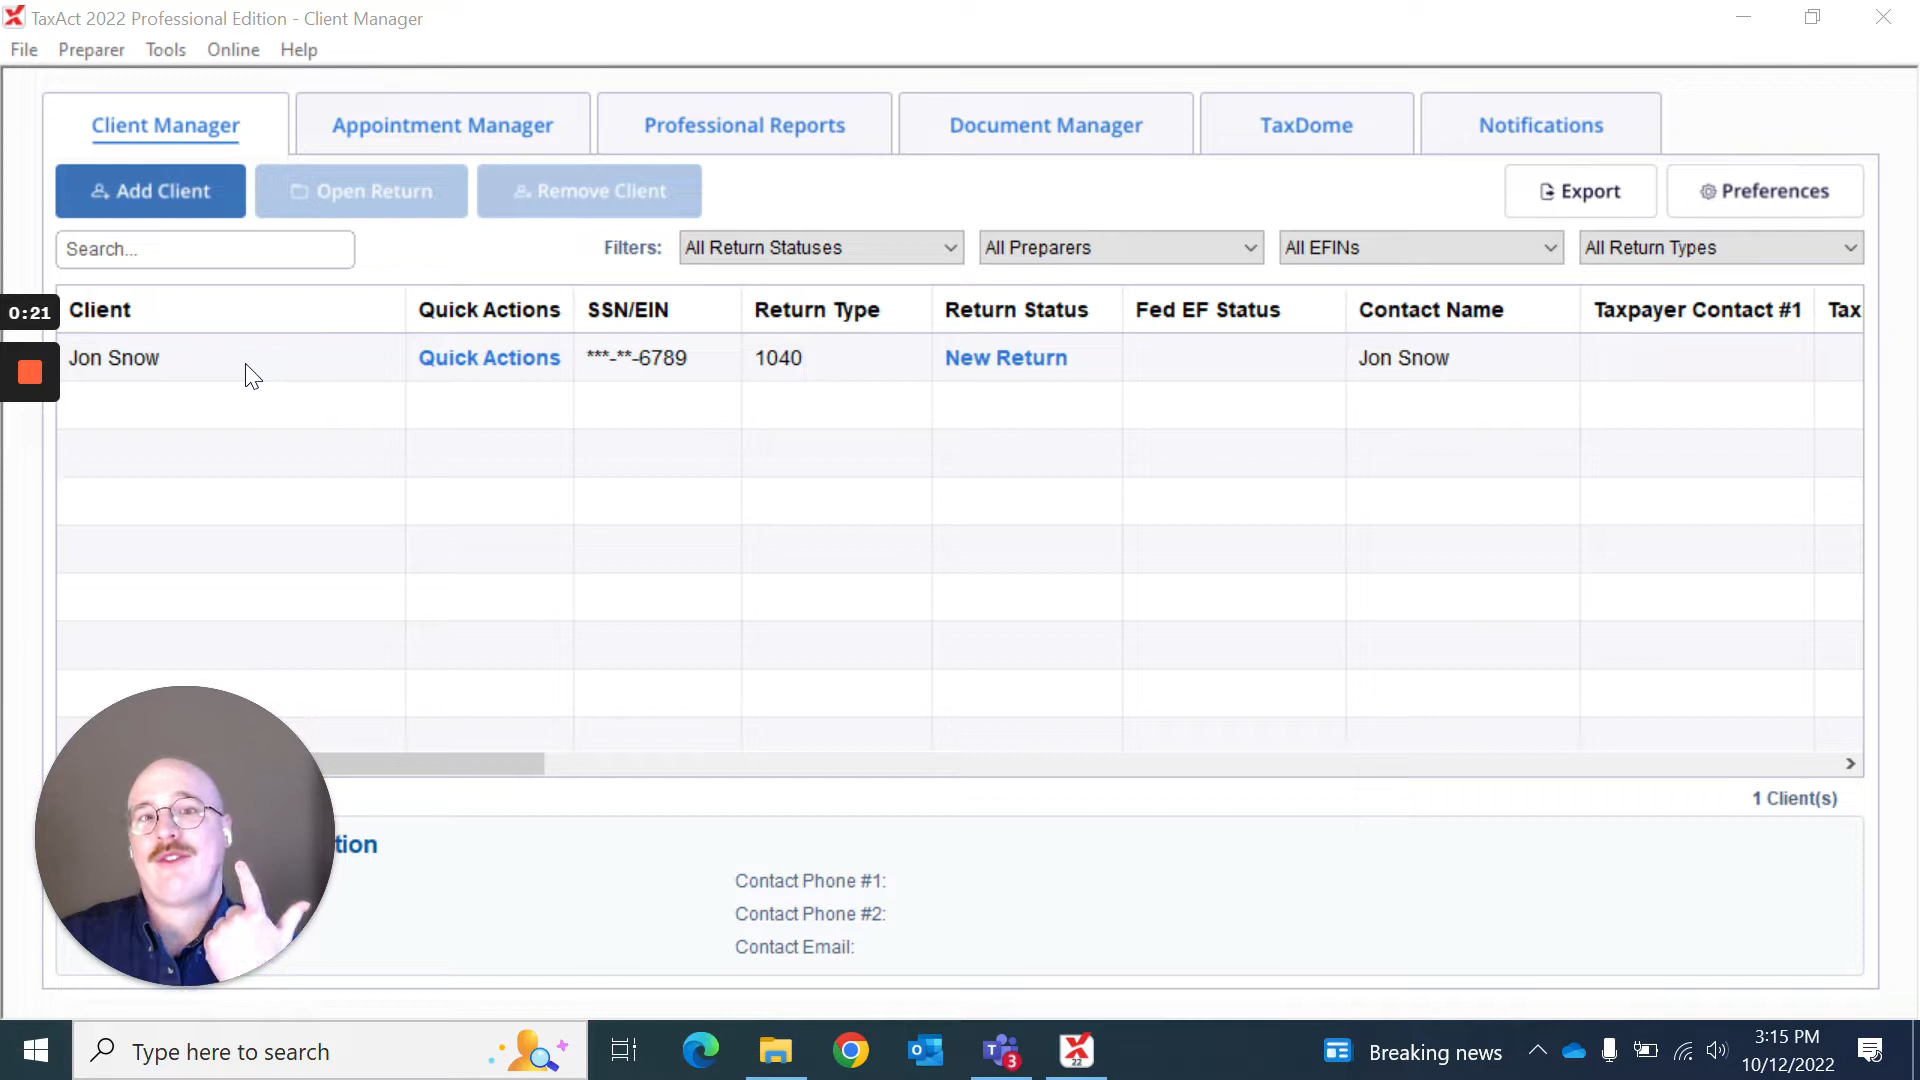 TaxAct 2022 Professional Edition - Client Manager
File Preparer Tools Online Help
Client Manager Appointment Manager Professional Reports Document Manager TaxDome Notifications
Add Client Open Return Remove Client Export Preferences
Search... Filters: All Return Statuses All Preparers All EFINs All Return Types
0:21 Client Quick Actions SSN/EIN Return Type Return Status Fed EF Status Contact Name Taxpayer Contact #1 Tax
Jon Snow Quick Actions ***-**-6789 1040 New Return Jon Snow
1 Client(s)
tion
Contact Phone #1:
Contact Phone #2:
Contact Email:
Type here to search
3
22
Breaking news
3:15 PM
10/12/2022